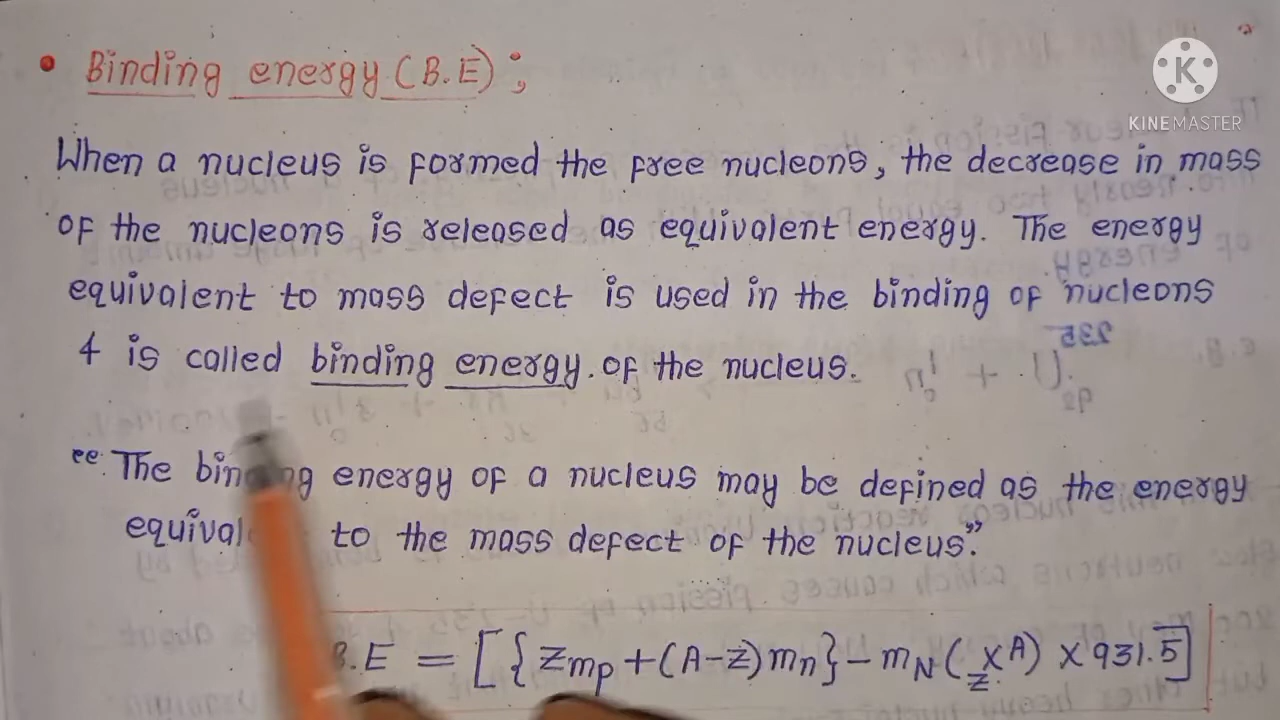 • Binding energy (B.E) ;
KINEMASTER
When a nucleus is formed the free nucleons, the decrease in mass
of the nucleons is released as equivalent energy. The energy
equivalent to mass defect is used in the binding of nucleons
& is called binding energy. of the nucleus.
“The binding energy of a nucleus may be defined as the energy
to the mass defect of the nucleus”.
B.E = [{Zmp + (A-Z)mn} - mN (zXᴬ) × 931.5]